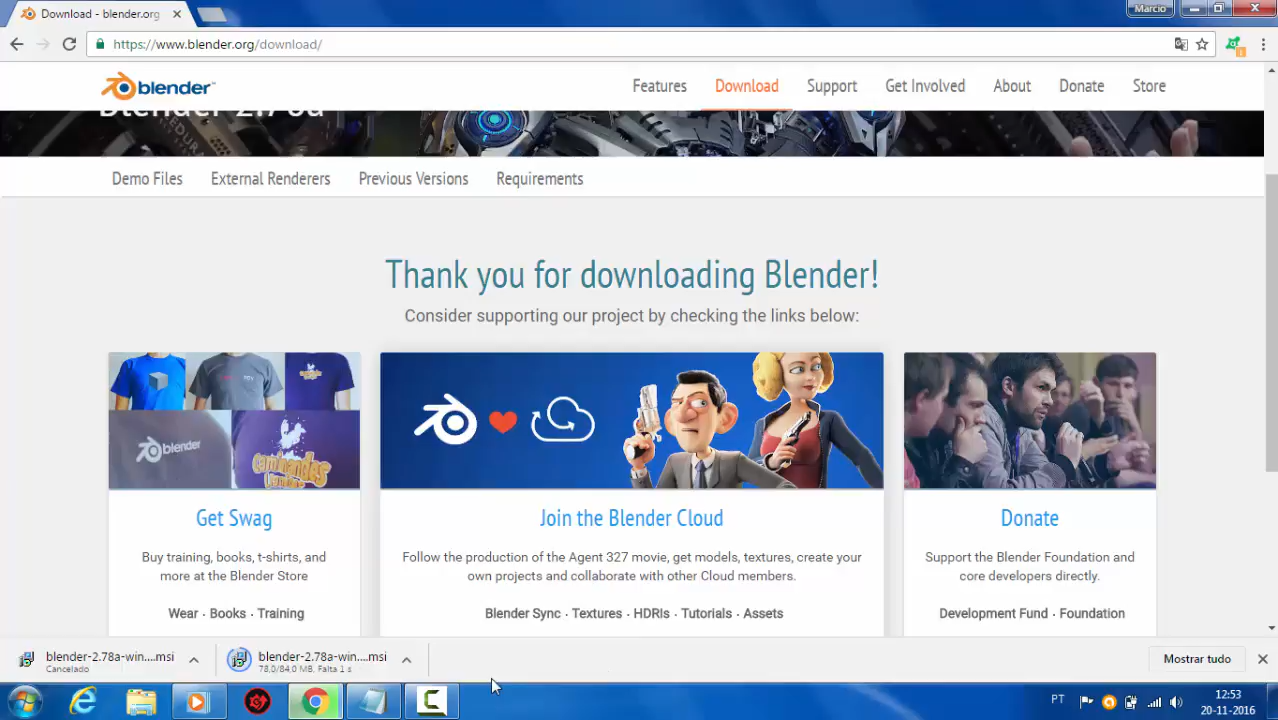 Download - blender.org
Marcio
https://www.blender.org/download/
blender™
Features
Download
Support
Get Involved
About
Donate
Store
Blender 2.78a
Demo Files
External Renderers
Previous Versions
Requirements
Thank you for downloading Blender!
Consider supporting our project by checking the links below:
blender
Caminandes
Get Swag
Buy training, books, t-shirts, and
more at the Blender Store
Wear · Books · Training
Join the Blender Cloud
Follow the production of the Agent 327 movie, get models, textures, create your
own projects and collaborate with other Cloud members.
Blender Sync · Textures · HDRIs · Tutorials · Assets
Donate
Support the Blender Foundation and
core developers directly.
Development Fund · Foundation
blender-2.78a-win....msi
Cancelado
blender-2.78a-win....msi
78,0/84,0 MB, Falta 1 s
Mostrar tudo
PT
12:53
20-11-2016